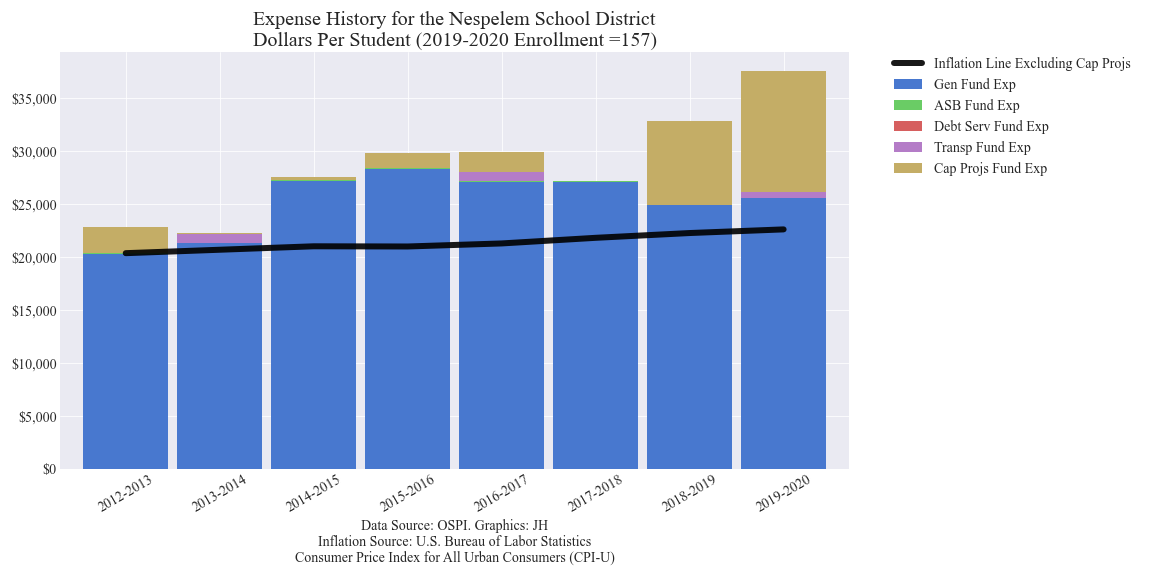 Expense History for the Nespelem School District
Dollars Per Student (2019-2020 Enrollment =157)
Inflation Line Excluding Cap Projs
Gen Fund Exp
ASB Fund Exp
Debt Serv Fund Exp
Transp Fund Exp
Cap Projs Fund Exp
$35,000
$30,000
$25,000
$20,000
$15,000
$10,000
$5,000
$0
2012-2013
2013-2014
2014-2015
2015-2016
2016-2017
2017-2018
2018-2019
2019-2020
Data Source: OSPI. Graphics: JH
Inflation Source: U.S. Bureau of Labor Statistics
Consumer Price Index for All Urban Consumers (CPI-U)